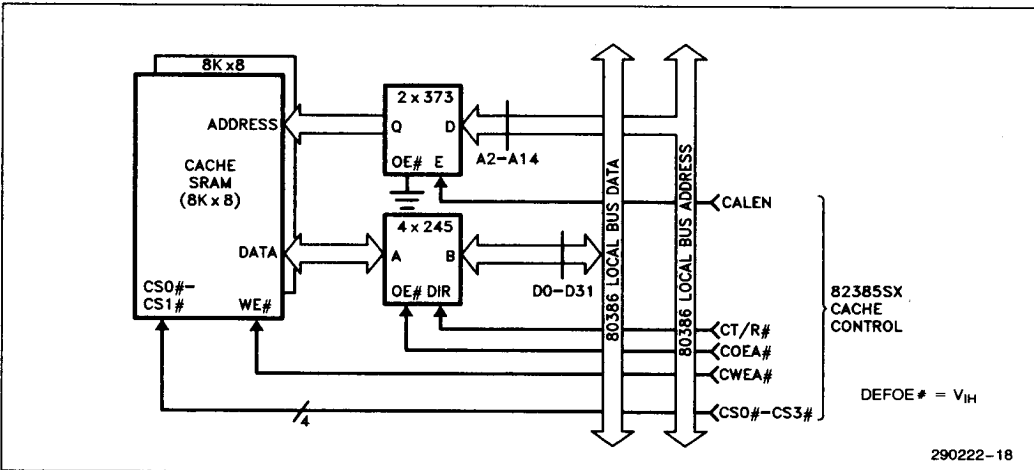 8K x 8
ADDRESS
CACHE
SRAM
(8K x 8)
DATA
CS0#-
CS1#
WE#
2 x 373
Q
D
OE#
E
A2-A14
4 x 245
A
B
OE#
DIR
D0-D31
80386 LOCAL BUS DATA
80386 LOCAL BUS ADDRESS
CALEN
CT/R#
COEA#
CWEA#
CS0#-CS3#
4
82385SX
CACHE
CONTROL
DEFOE# = VIH
290222-18